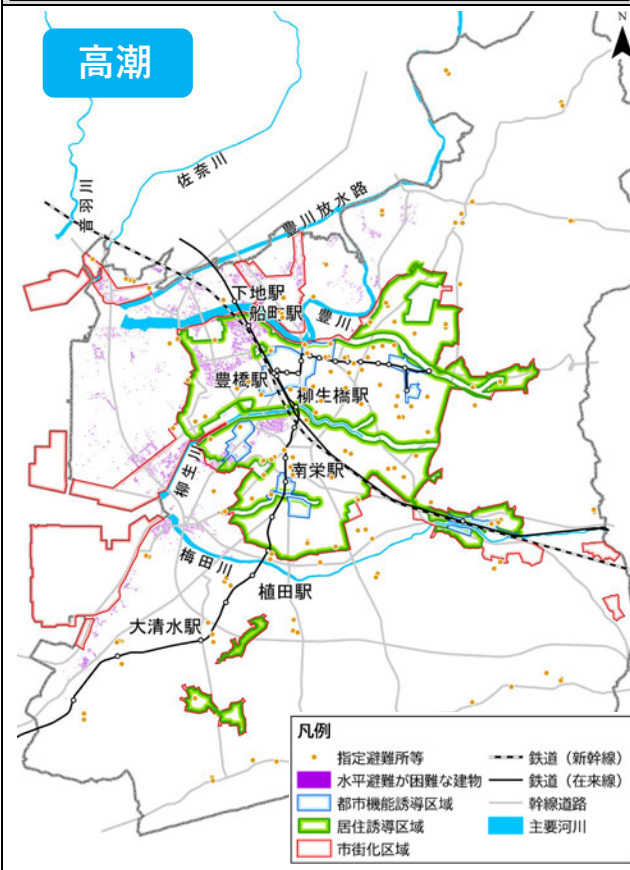 高潮
N
音羽川
佐奈川
豊川放水路
下地駅
船町駅
豊川
豊橋駅
柳生橋駅
柳生川
南栄駅
梅田川
植田駅
大清水駅
凡例
指定避難所等
水平避難が困難な建物
都市機能誘導区域
居住誘導区域
市街化区域
鉄道（新幹線）
鉄道（在来線）
幹線道路
主要河川